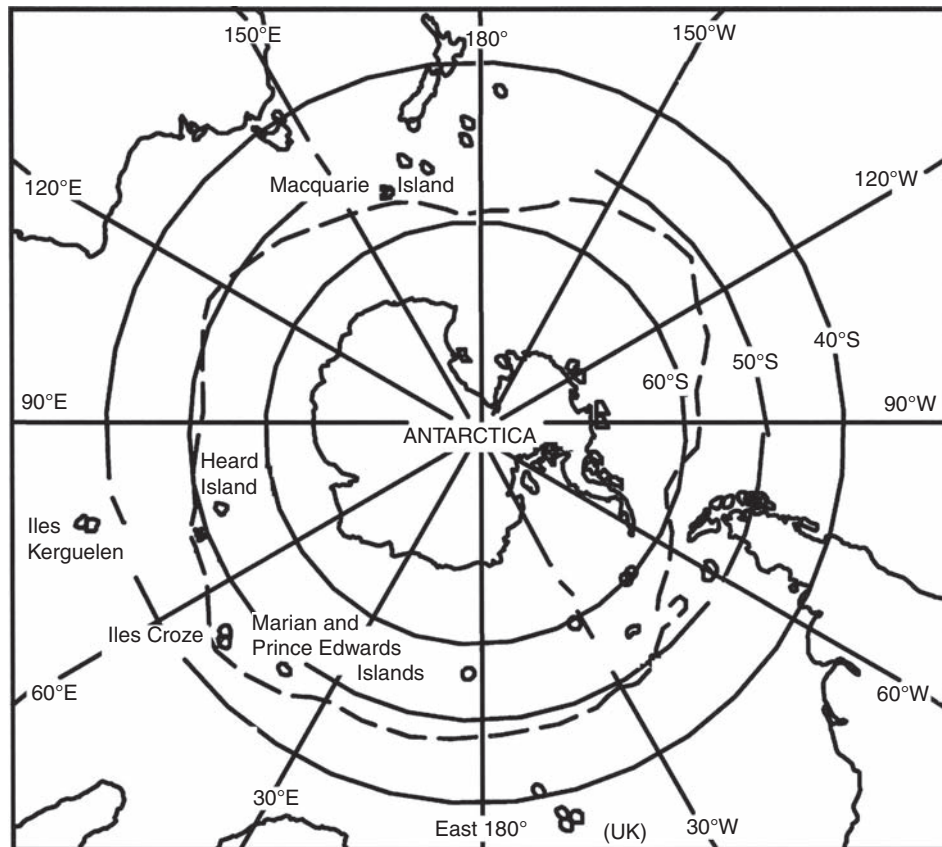 150°E
180°
150°W
120°E
Macquarie Island
120°W
60°S
50°S
40°S
90°E
ANTARCTICA
90°W
Heard
Island
Iles
Kerguelen
Iles Croze
Marian and
Prince Edwards
Islands
60°E
60°W
30°E
East 180°
(UK)
30°W